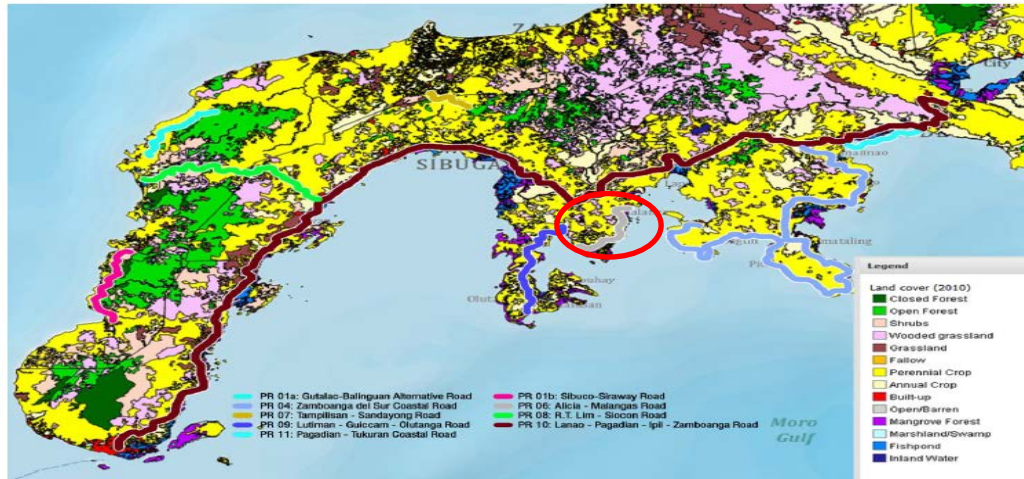 SIBUGA
Moro
Gulf
City
Olut
PR 01a: Gutalac-Balinguan Alternative Road
PR 04: Zamboanga del Sur Coastal Road
PR 07: Tampilisan - Sandayong Road
PR 09: Lutiman - Guiccam - Olutanga Road
PR 11: Pagadian - Tukuran Coastal Road
PR 01b: Sibuco-Siraway Road
PR 06: Alicia - Malangas Road
PR 08: R.T. Lim - Siocon Road
PR 10: Lanao - Pagadian - Ipil - Zamboanga Road
Legend
Land cover (2010)
Closed Forest
Open Forest
Shrubs
Wooded grassland
Grassland
Fallow
Perennial Crop
Annual Crop
Built-up
Open/Barren
Mangrove Forest
Marshland/Swamp
Fishpond
Inland Water